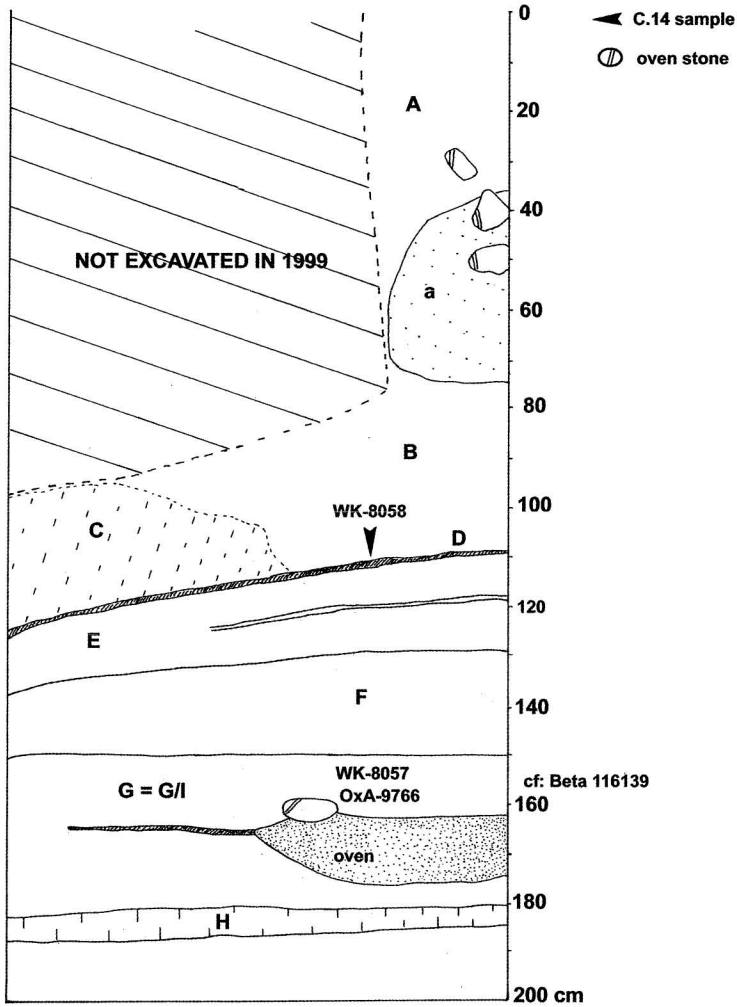 0
C.14 sample
oven stone
A
20
40
NOT EXCAVATED IN 1999
a
60
80
B
100
WK-8058
C
D
120
E
F
140
WK-8057
cf: Beta 116139
G = G/I
OxA-9766
160
oven
180
H
200 cm